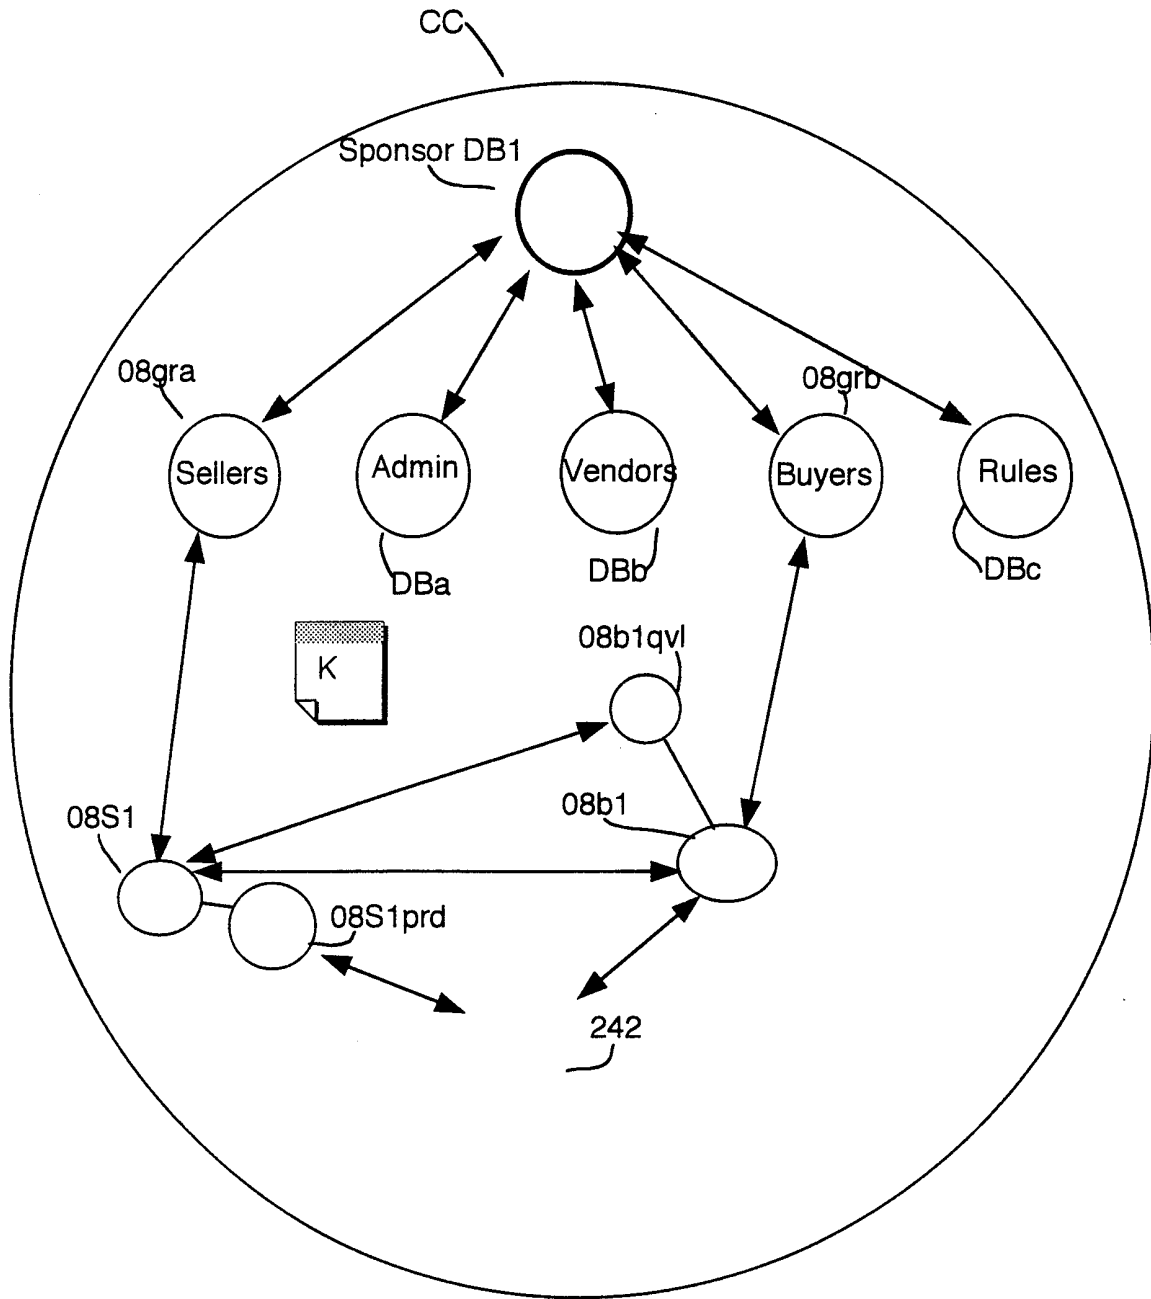 CC
Sponsor DB1
08gra
08grb
Sellers
Admin
Vendors
Buyers
Rules
DBa
DBb
DBc
K
08b1qvl
08S1
08b1
08S1prd
242